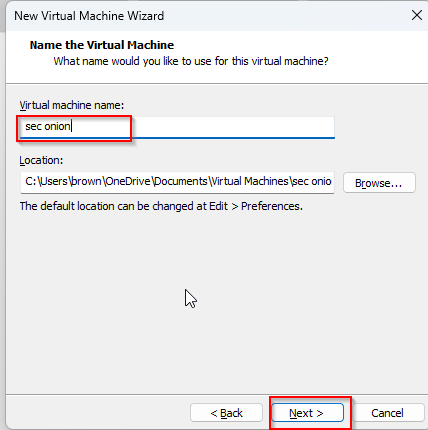 New Virtual Machine Wizard
Name the Virtual Machine
What name would you like to use for this virtual machine?
Virtual machine name:
sec onion
Location:
C:\Users\brown\OneDrive\Documents\Virtual Machines\sec onio
Browse...
The default location can be changed at Edit > Preferences.
< Back
Next >
Cancel